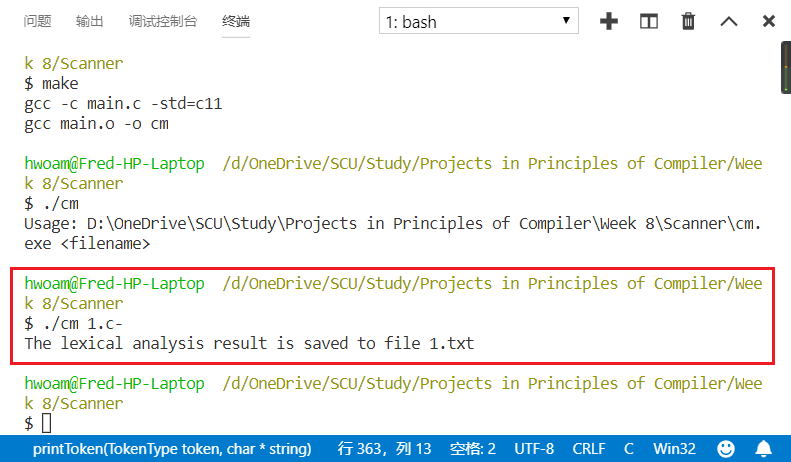 问题 输出 调试控制台 终端 1: bash
k 8/Scanner
$ make
gcc -c main.c -std=c11
gcc main.o -o cm
hwoam@Fred-HP-Laptop /d/OneDrive/SCU/Study/Projects in Principles of Compiler/Wee
k 8/Scanner
$ ./cm
Usage: D:\OneDrive\SCU\Study\Projects in Principles of Compiler\Week 8\Scanner\cm.
exe <filename>
hwoam@Fred-HP-Laptop /d/OneDrive/SCU/Study/Projects in Principles of Compiler/Wee
k 8/Scanner
$ ./cm 1.c-
The lexical analysis result is saved to file 1.txt
hwoam@Fred-HP-Laptop /d/OneDrive/SCU/Study/Projects in Principles of Compiler/Wee
k 8/Scanner
$
printToken(TokenType token, char * string) 行 363，列 13 空格: 2 UTF-8 CRLF C Win32